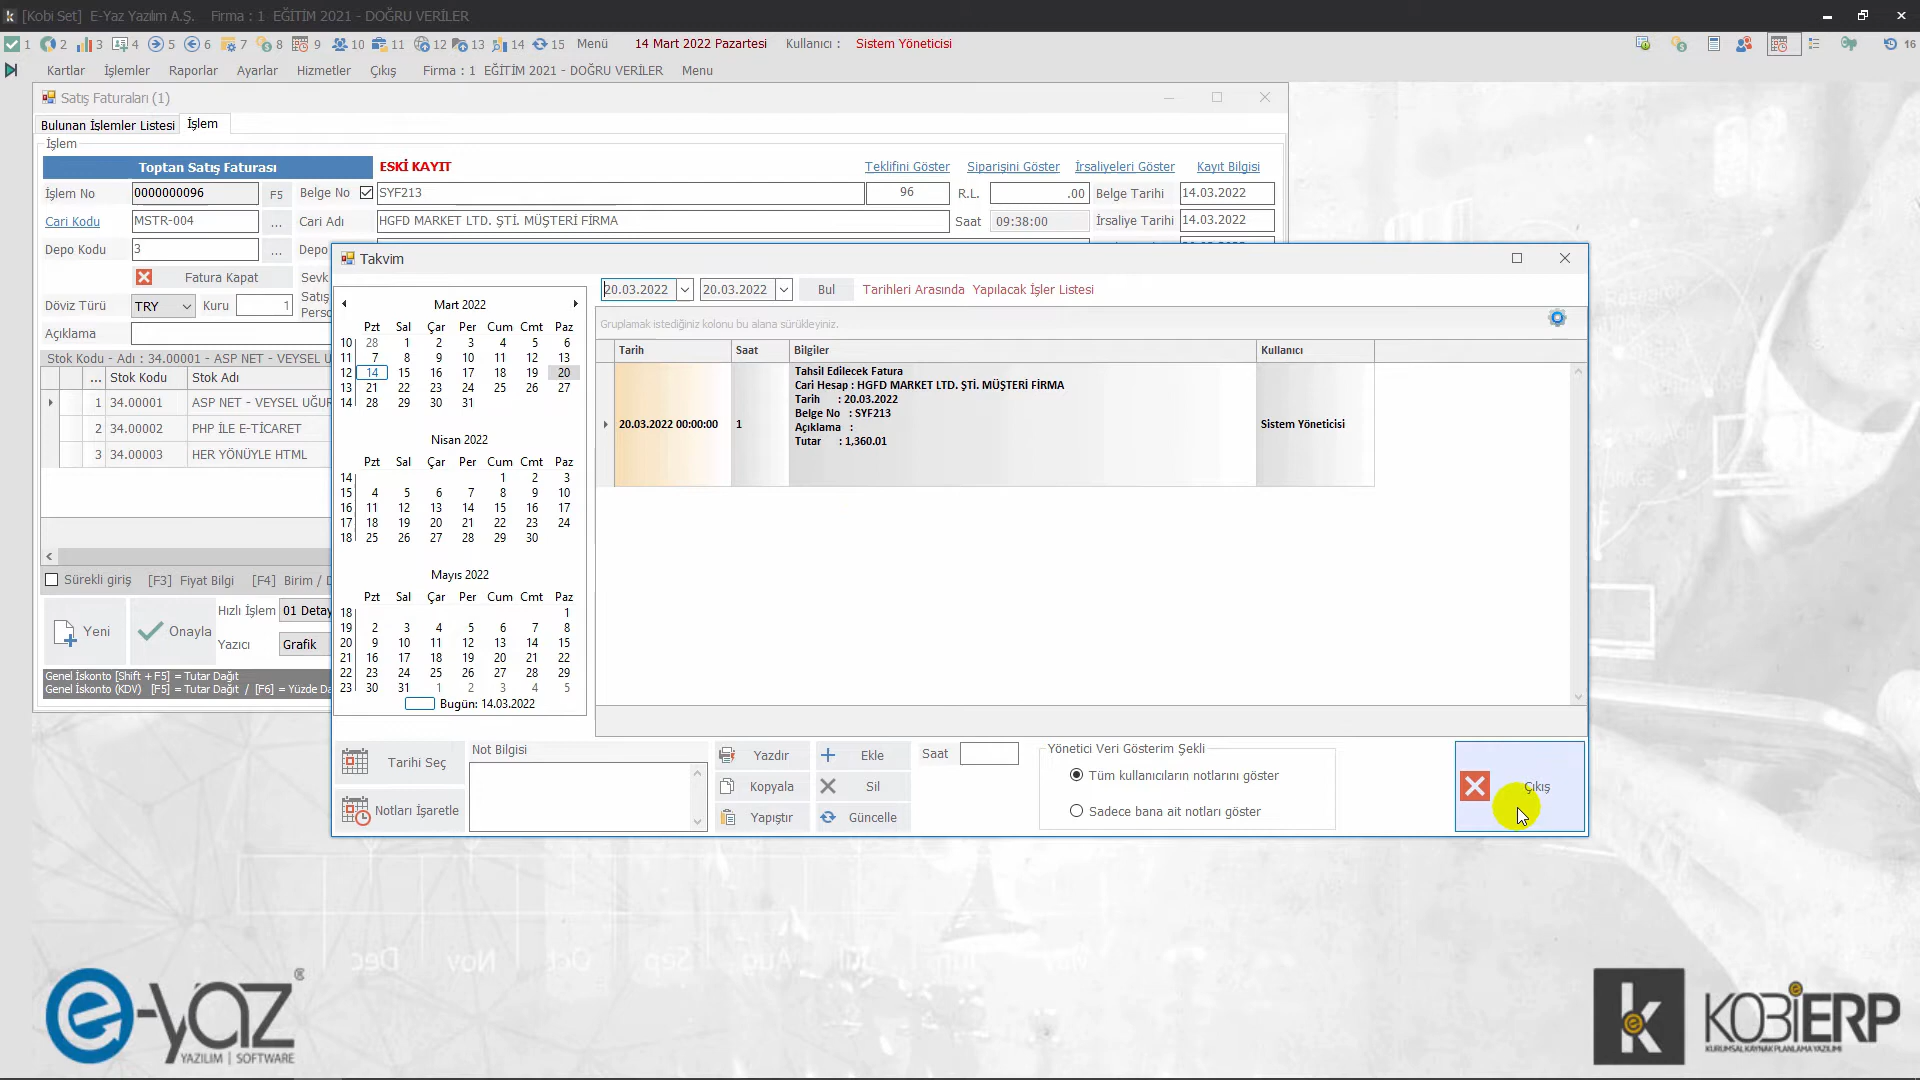 [Kobi Set] E-Yaz Yazılım A.Ş. Firma : 1 EĞİTİM 2021 - DOĞRU VERİLER
1 2 3 4 5 6 7 8 9 10 11 12 13 14 15 Menü 14 Mart 2022 Pazartesi Kullanıcı : Sistem Yöneticisi 16
Kartlar İşlemler Raporlar Ayarlar Hizmetler Çıkış Firma : 1 EĞİTİM 2021 - DOĞRU VERİLER Menu
Satış Faturaları (1)
Bulunan İşlemler Listesi İşlem
İşlem
Toptan Satış Faturası ESKİ KAYIT Teklifini Göster Siparişini Göster İrsaliyeleri Göster Kayıt Bilgisi
İşlem No 0000000096 F5 Belge No SYF213 96 R.L. .00 Belge Tarihi 14.03.2022
Cari Kodu MSTR-004 ... Cari Adı HGFD MARKET LTD. ŞTİ. MÜŞTERİ FİRMA Saat 09:38:00 İrsaliye Tarihi 14.03.2022
Depo Kodu 3 ... Depo
Fatura Kapat Sevk
Döviz Türü TRY Kuru 1 Satış
Perso
Açıklama
Stok Kodu - Adı : 34.00001 - ASP NET - VEYSEL U
... Stok Kodu Stok Adı
1 34.00001 ASP NET - VEYSEL UĞUR
2 34.00002 PHP İLE E-TİCARET
3 34.00003 HER YÖNÜYLE HTML
Sürekli giriş [F3] Fiyat Bilgi [F4] Birim / D
Yeni Onayla Hızlı İşlem 01 Detay
Yazıcı Grafik
Genel İskonto [Shift + F5] = Tutar Dağıt
Genel İskonto (KDV) [F5] = Tutar Dağıt / [F6] = Yüzde Da
Takvim
20.03.2022 20.03.2022 Bul Tarihleri Arasında Yapılacak İşler Listesi
Gruplamak istediğiniz kolonu bu alana sürükleyiniz.
Tarih Saat Bilgiler Kullanıcı
20.03.2022 00:00:00 1 Sistem Yöneticisi
Tahsil Edilecek Fatura
Cari Hesap : HGFD MARKET LTD. ŞTİ. MÜŞTERİ FİRMA
Tarih : 20.03.2022
Belge No : SYF213
Açıklama :
Tutar : 1,360.01
Mart 2022
Pzt Sal Çar Per Cum Cmt Paz
10 28 1 2 3 4 5 6
11 7 8 9 10 11 12 13
12 14 15 16 17 18 19 20
13 21 22 23 24 25 26 27
14 28 29 30 31
Nisan 2022
Pzt Sal Çar Per Cum Cmt Paz
14 1 2 3
15 4 5 6 7 8 9 10
16 11 12 13 14 15 16 17
17 18 19 20 21 22 23 24
18 25 26 27 28 29 30
Mayıs 2022
Pzt Sal Çar Per Cum Cmt Paz
18 1
19 2 3 4 5 6 7 8
20 9 10 11 12 13 14 15
21 16 17 18 19 20 21 22
22 23 24 25 26 27 28 29
23 30 31 1 2 3 4 5
Bugün: 14.03.2022
Tarihi Seç
Notları İşaretle
Not Bilgisi
Yazdır Ekle Saat
Kopyala Sil
Yapıştır Güncelle
Yönetici Veri Gösterim Şekli
Tüm kullanıcıların notlarını göster
Sadece bana ait notları göster
Çıkış
e-yaz
YAZILIM | SOFTWARE
KOBİERP
KURUMSAL KAYNAK PLANLAMA YAZILIMI